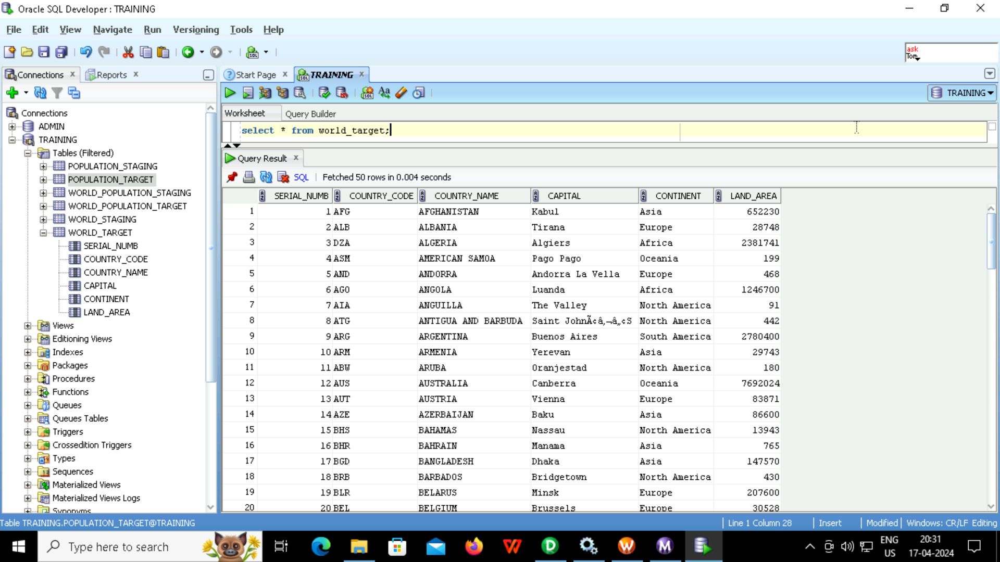 Oracle SQL Developer : TRAINING
File Edit View Navigate Run Versioning Tools Help
ask
Tom
Connections x Reports x
Start Page x TRAINING x
TRAINING
Worksheet Query Builder
select * from world_target;
Query Result x
SQL | Fetched 50 rows in 0.004 seconds
Connections
ADMIN
TRAINING
Tables (Filtered)
POPULATION_STAGING
POPULATION_TARGET
WORLD_POPULATION_STAGING
WORLD_POPULATION_TARGET
WORLD_STAGING
WORLD_TARGET
SERIAL_NUMB
COUNTRY_CODE
COUNTRY_NAME
CAPITAL
CONTINENT
LAND_AREA
Views
Editioning Views
Indexes
Packages
Procedures
Functions
Queues
Queues Tables
Triggers
Crossedition Triggers
Types
Sequences
Materialized Views
Materialized Views Logs
Synonyms
SERIAL_NUMB COUNTRY_CODE COUNTRY_NAME CAPITAL CONTINENT LAND_AREA
1 1 AFG AFGHANISTAN Kabul Asia 652230
2 2 ALB ALBANIA Tirana Europe 28748
3 3 DZA ALGERIA Algiers Africa 2381741
4 4 ASM AMERICAN SAMOA Pago Pago Oceania 199
5 5 AND ANDORRA Andorra La Vella Europe 468
6 6 AGO ANGOLA Luanda Africa 1246700
7 7 AIA ANGUILLA The Valley North America 91
8 8 ATG ANTIGUA AND BARBUDA Saint JohnÃ¢â‚¬â„¢S North America 442
9 9 ARG ARGENTINA Buenos Aires South America 2780400
10 10 ARM ARMENIA Yerevan Asia 29743
11 11 ABW ARUBA Oranjestad North America 180
12 12 AUS AUSTRALIA Canberra Oceania 7692024
13 13 AUT AUSTRIA Vienna Europe 83871
14 14 AZE AZERBAIJAN Baku Asia 86600
15 15 BHS BAHAMAS Nassau North America 13943
16 16 BHR BAHRAIN Manama Asia 765
17 17 BGD BANGLADESH Dhaka Asia 147570
18 18 BRB BARBADOS Bridgetown North America 430
19 19 BLR BELARUS Minsk Europe 207600
20 20 BEL BELGIUM Brussels Europe 30528
Table TRAINING.POPULATION_TARGET@TRAINING | Line 1 Column 28 | Insert | Modified | Windows: CR/LF Editing
Type here to search
ENG
US
20:31
17-04-2024